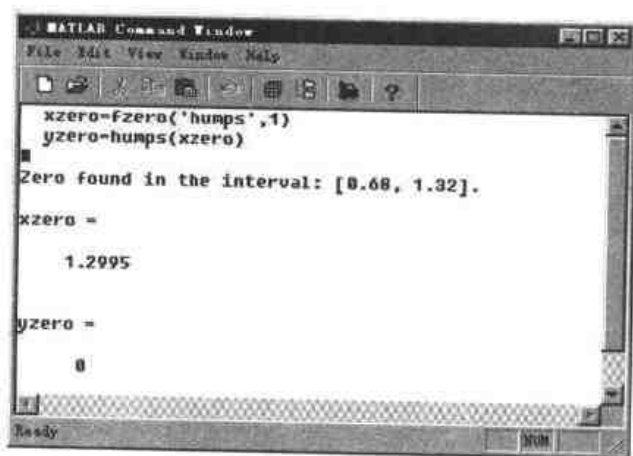 MATLAB Command Window
File Edit View Window Help
xzero=fzero('humps',1)
yzero=humps(xzero)
Zero found in the interval: [0.68, 1.32].
xzero =
1.2995
yzero =
0
Ready
NUM